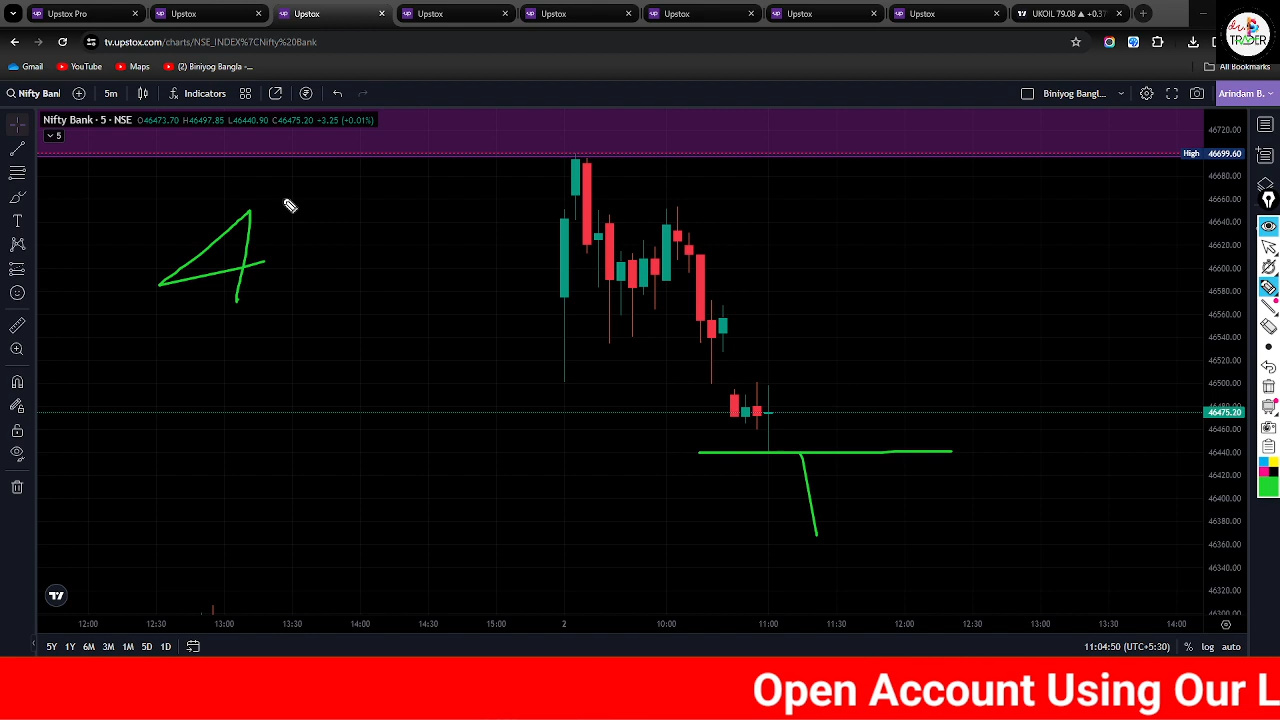 Upstox Pro
Upstox
Upstox
Upstox
Upstox
Upstox
Upstox
Upstox
UKOIL 79.08 ▲ +0.37
tv.upstox.com/charts/NSE_INDEX%7CNifty%20Bank
Gmail
YouTube
Maps
(2) Biniyog Bangla -...
All Bookmarks
TRADER
Nifty Ban
5m
Indicators
Biniyog Bangl...
Arindam B.
Nifty Bank · 5 · NSE O46473.70 H46497.85 L46440.90 C46475.20 +3.25 (+0.01%)
5
4
46720.00
High 46699.60
46680.00
46660.00
46640.00
46620.00
46600.00
46580.00
46560.00
46540.00
46520.00
46500.00
46475.20
46460.00
46440.00
46420.00
46400.00
46380.00
46360.00
46340.00
46320.00
46300.00
12:00 12:30 13:00 13:30 14:00 14:30 15:00 2 10:00 11:00 11:30 12:00 12:30 13:00 13:30 14:00
5Y 1Y 6M 3M 1M 5D 1D
11:04:50 (UTC+5:30) % log auto
Open Account Using Our L